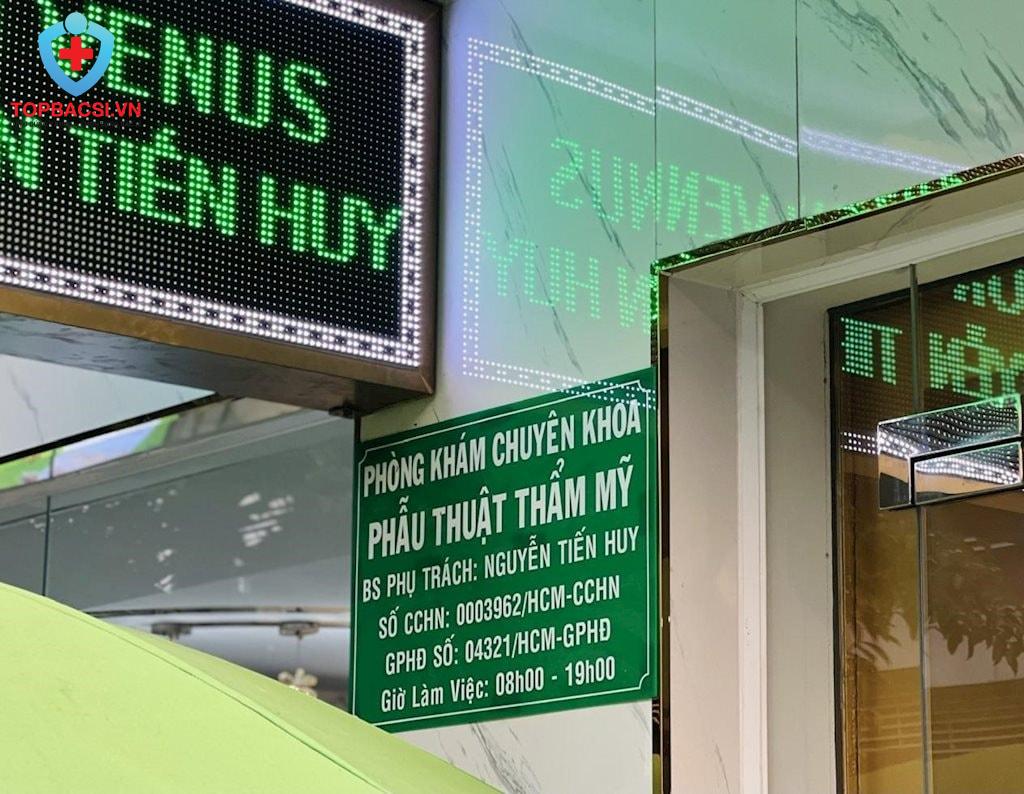 VENUS
TIẾN HUY
TOPBACSI.VN
PHÒNG KHÁM CHUYÊN KHOA
PHẪU THUẬT THẨM MỸ
BS PHỤ TRÁCH: NGUYỄN TIẾN HUY
SỐ CCHN: 0003962/HCM-CCHN
GPHĐ SỐ: 04321/HCM-GPHĐ
Giờ Làm Việc: 08h00 - 19h00